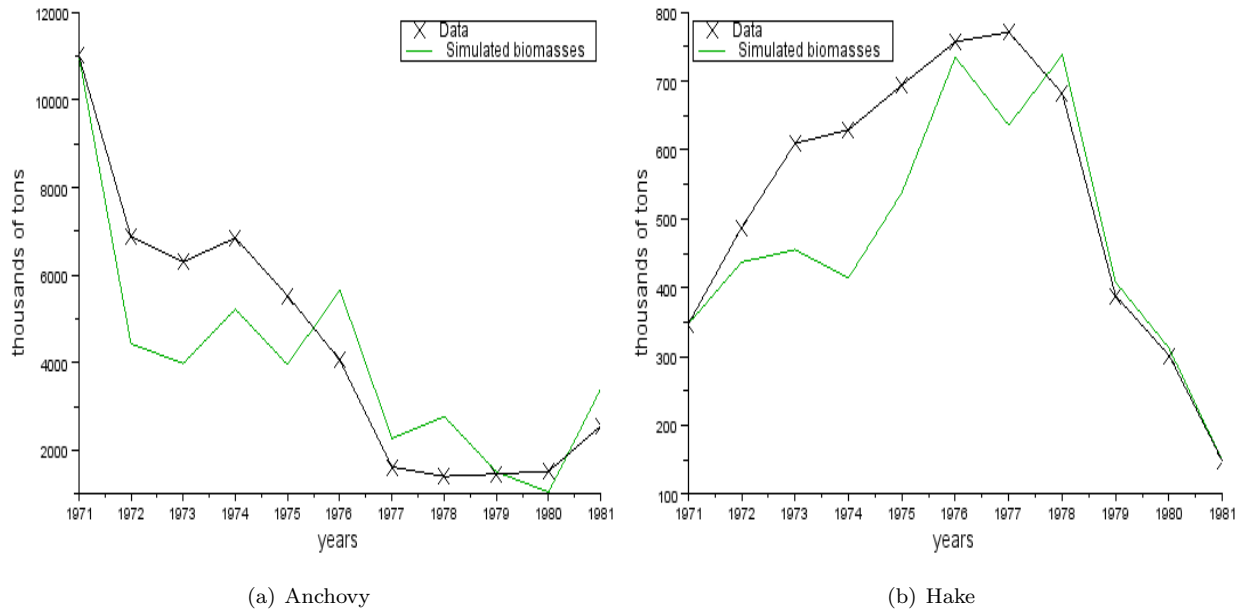 12000
10000
8000
6000
4000
2000
thousands of tons
Data
Simulated biomasses
1971 1972 1973 1974 1975 1976 1977 1978 1979 1980 1981
years
(a) Anchovy
800
700
600
500
400
300
200
100
thousands of tons
Data
Simulated biomasses
1971 1972 1973 1974 1975 1976 1977 1978 1979 1980 1981
years
(b) Hake